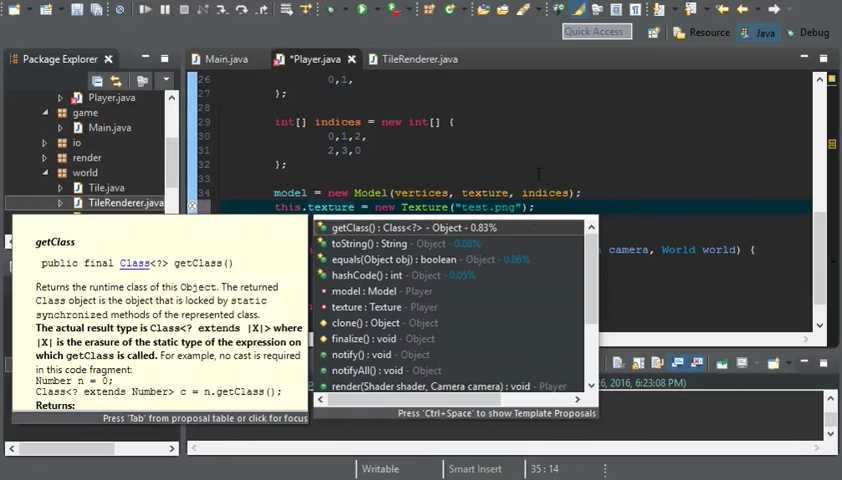 Quick Access
Resource
Java
Debug
Package Explorer
Main.java
*Player.java
TileRenderer.java
Player.java
game
Main.java
io
render
world
Tile.java
TileRenderer.java
26 0,1,
27 };
28
29 int[] indices = new int[] {
30 0,1,2,
31 2,3,0
32 };
33
34 model = new Model(vertices, texture, indices);
this.texture = new Texture("test.png");
camera, World world) {
getClass
public final Class<?> getClass()
Returns the runtime class of this Object. The returned
Class object is the object that is locked by static
synchronized methods of the represented class.
The actual result type is Class<? extends |X|> where
|X| is the erasure of the static type of the expression on
which getClass is called. For example, no cast is required
in this code fragment:
Number n = 0;
Class<? extends Number> c = n.getClass();
Returns:
Press 'Tab' from proposal table or click for focus
getClass() : Class<?> - Object - 0.83%
toString() : String - Object - 0.08%
equals(Object obj) : boolean - Object - 0.06%
hashCode() : int - Object - 0.05%
model : Model - Player
texture : Texture - Player
clone() : Object - Object
finalize() : void - Object
notify() : void - Object
notifyAll() : void - Object
render(Shader shader, Camera camera) : void - Player
Press 'Ctrl+Space' to show Template Proposals
, 2016, 6:23:08 PM)
Writable
Smart Insert
35 : 14